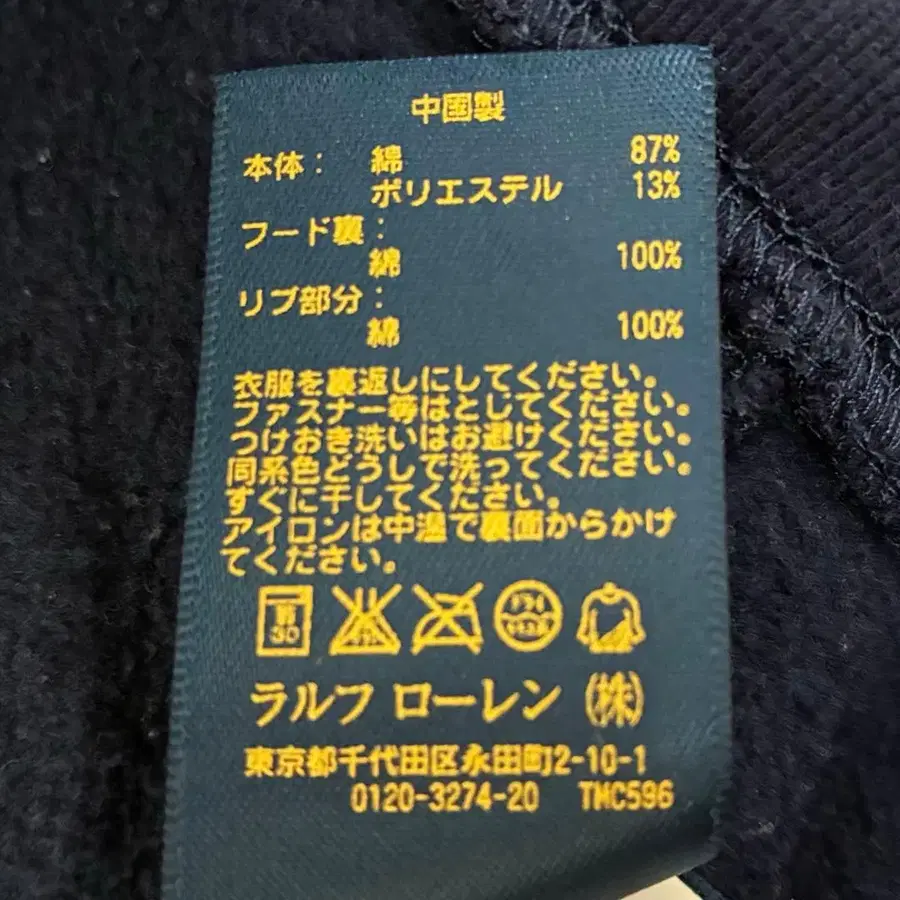 中国製
本体: 綿 87%
ポリエステル 13%
フード裏:
綿 100%
リブ部分:
綿 100%
衣服を裏返しにしてください。
ファスナー等はとじてください。
つけおき洗いはお避けください。
同系色どうしで洗ってください。
すぐに干してください。
アイロンは中温で裏面からかけ
てください。
30
ドライ
ラルフ ローレン (株)
東京都千代田区永田町2-10-1
0120-3274-20 TMC596